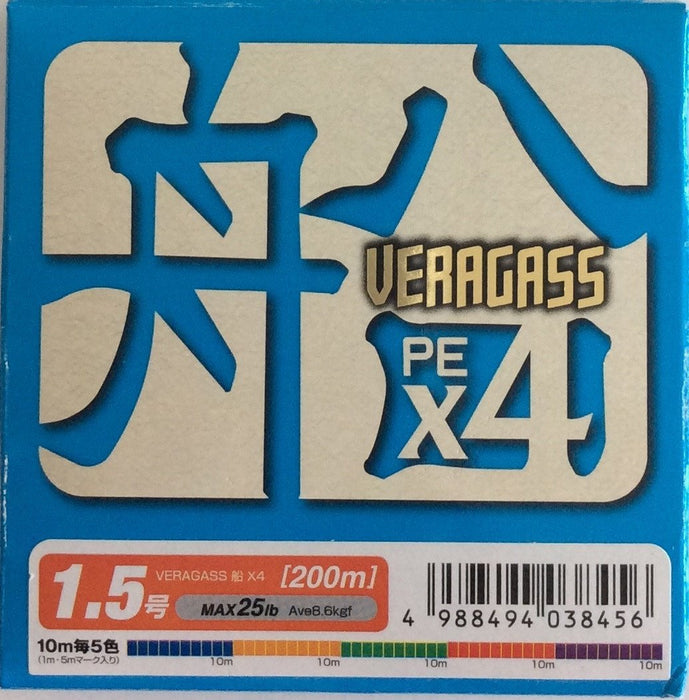 船
VERAGASS
PE
X4
1.5号
VERAGASS 船 X4 [200m]
MAX25lb Ave8.6kgf
4 988494 038456
10m毎5色
(1m・5mマーク入り)
10m 10m 10m 10m 10m